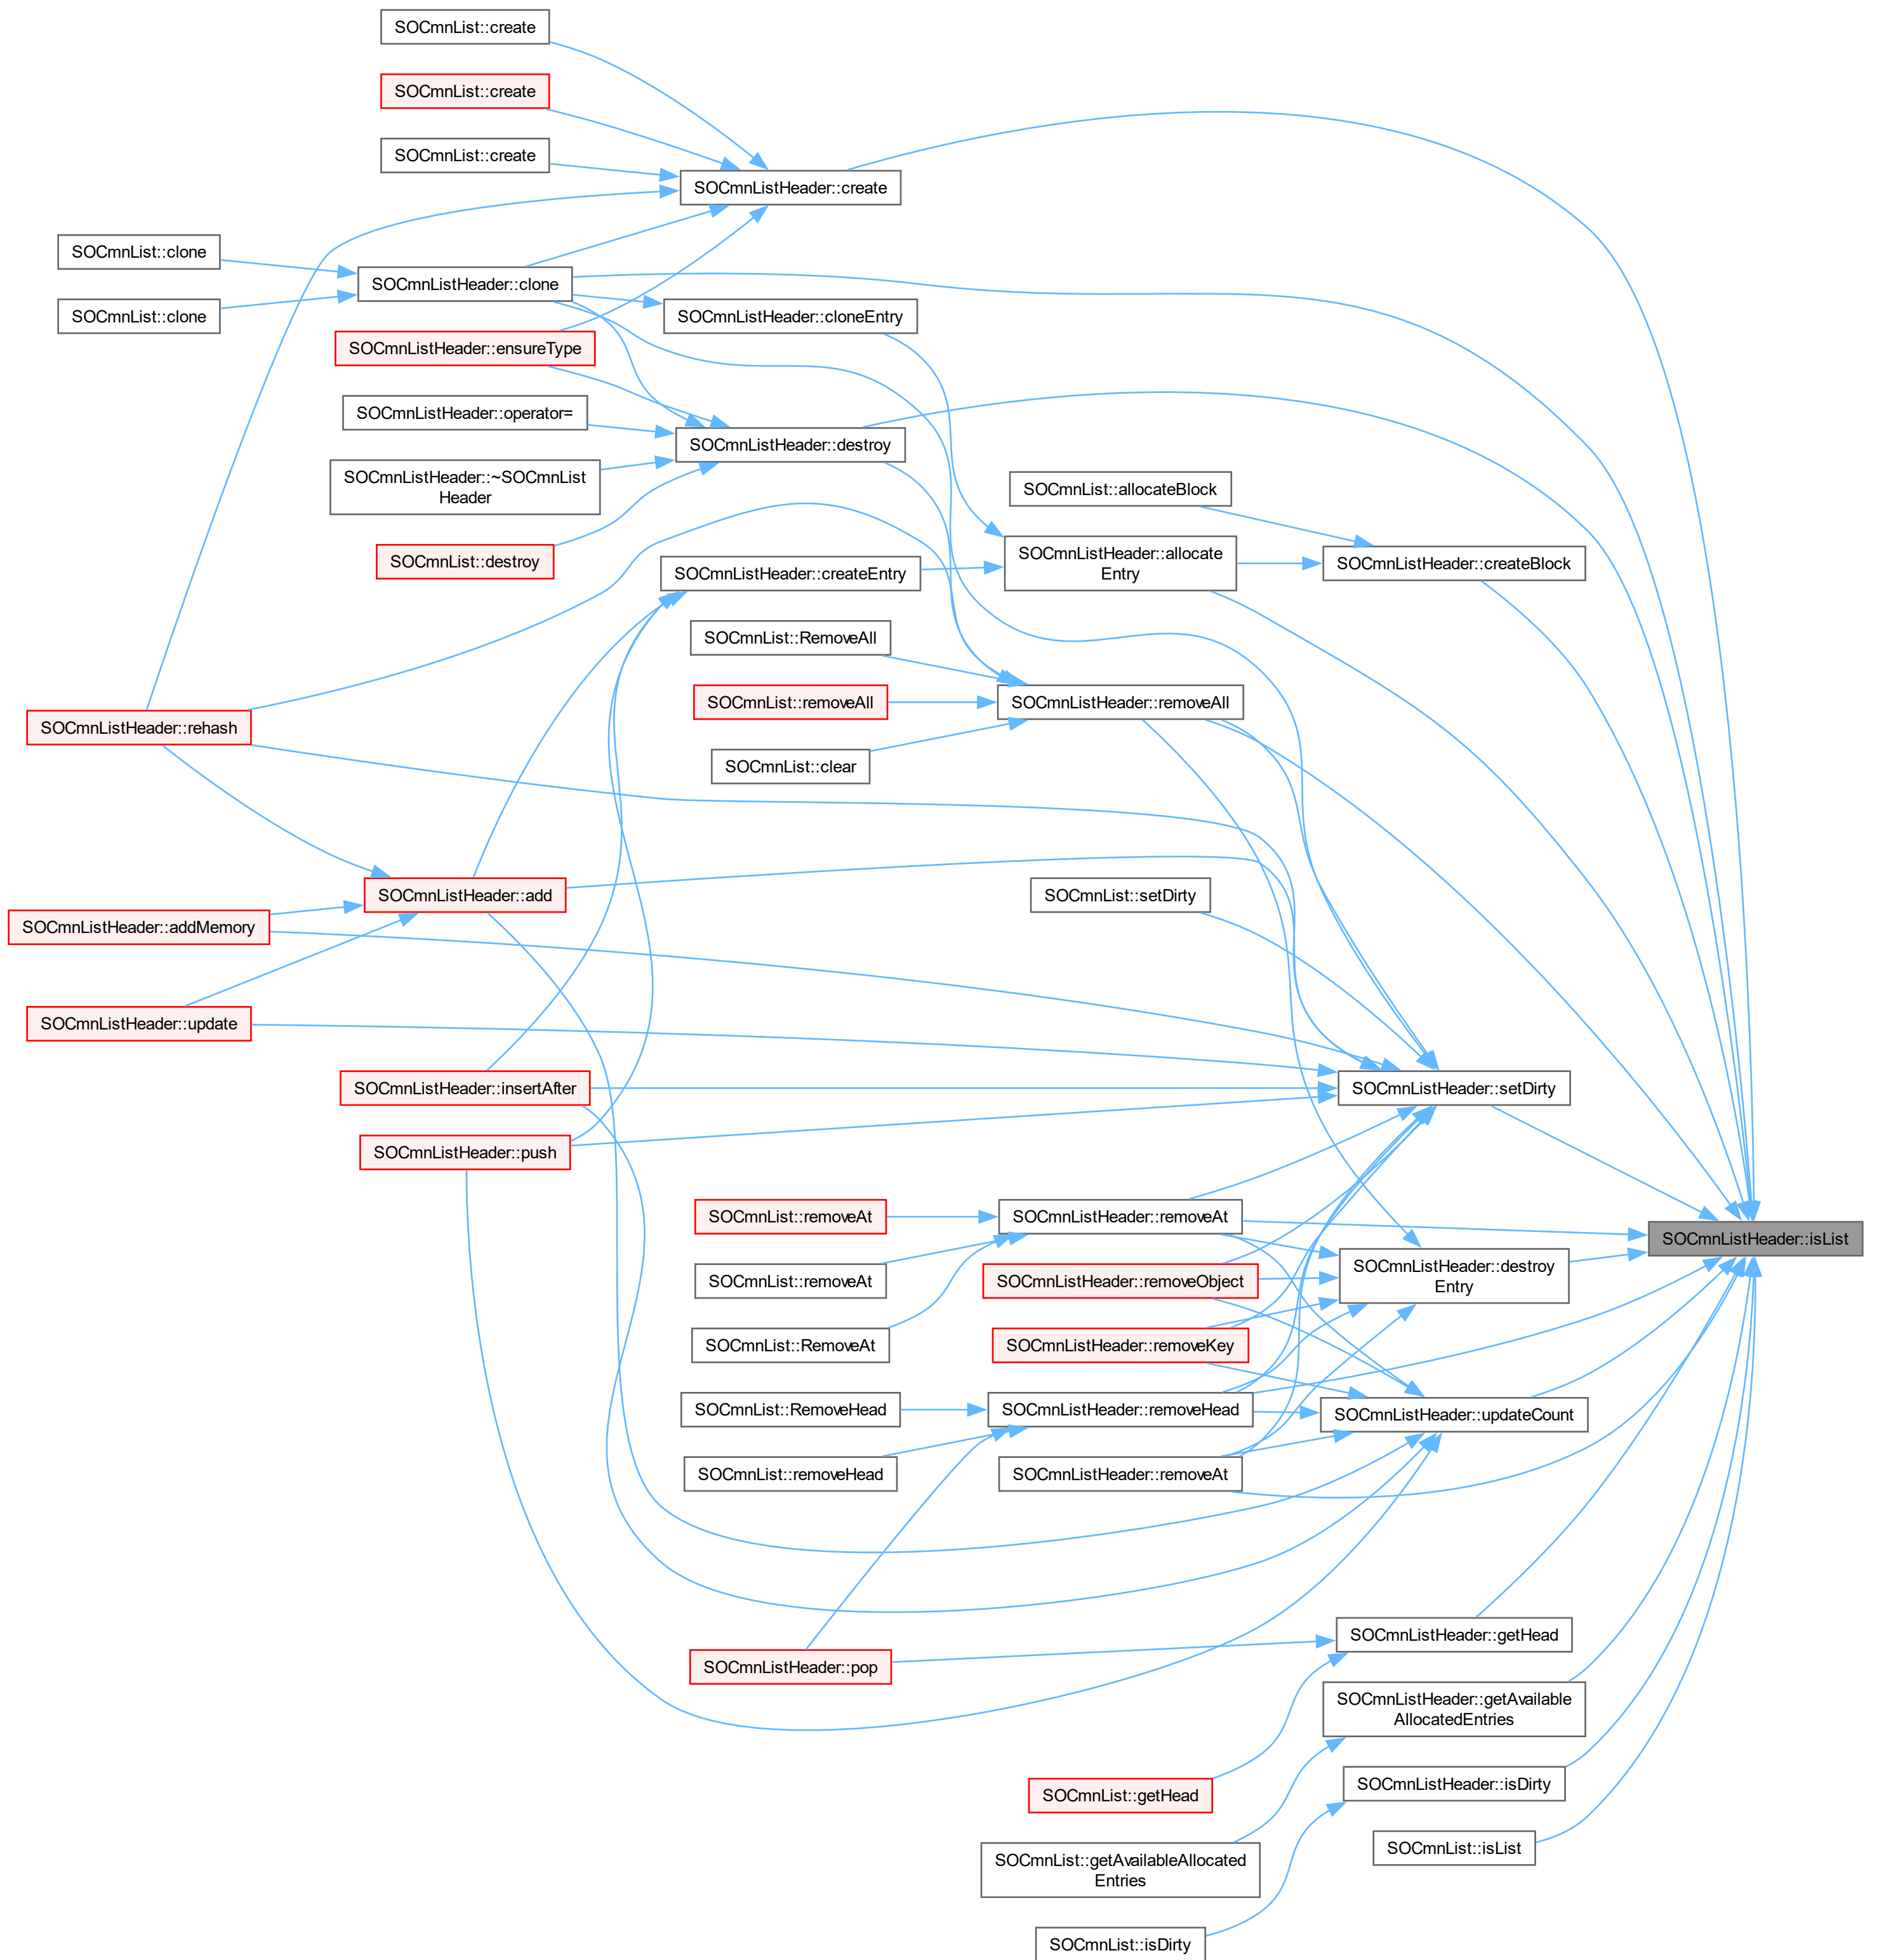 SOCmnList::create
SOCmnList::create
SOCmnList::create
SOCmnListHeader::create
SOCmnList::clone
SOCmnListHeader::clone
SOCmnList::clone
SOCmnListHeader::cloneEntry
SOCmnListHeader::ensureType
SOCmnListHeader::operator=
SOCmnListHeader::destroy
SOCmnListHeader::~SOCmnList
Header
SOCmnList::allocateBlock
SOCmnList::destroy
SOCmnListHeader::createEntry
SOCmnListHeader::allocate
Entry
SOCmnListHeader::createBlock
SOCmnList::RemoveAll
SOCmnList::removeAll
SOCmnListHeader::removeAll
SOCmnListHeader::rehash
SOCmnList::clear
SOCmnListHeader::add
SOCmnList::setDirty
SOCmnListHeader::addMemory
SOCmnListHeader::update
SOCmnListHeader::insertAfter
SOCmnListHeader::setDirty
SOCmnListHeader::push
SOCmnList::removeAt
SOCmnListHeader::removeAt
SOCmnListHeader::isList
SOCmnList::removeAt
SOCmnListHeader::removeObject
SOCmnListHeader::destroy
Entry
SOCmnList::RemoveAt
SOCmnListHeader::removeKey
SOCmnList::RemoveHead
SOCmnListHeader::removeHead
SOCmnListHeader::updateCount
SOCmnList::removeHead
SOCmnListHeader::removeAt
SOCmnListHeader::getHead
SOCmnListHeader::pop
SOCmnListHeader::getAvailable
AllocatedEntries
SOCmnList::getHead
SOCmnListHeader::isDirty
SOCmnList::isList
SOCmnList::getAvailableAllocated
Entries
SOCmnList::isDirty